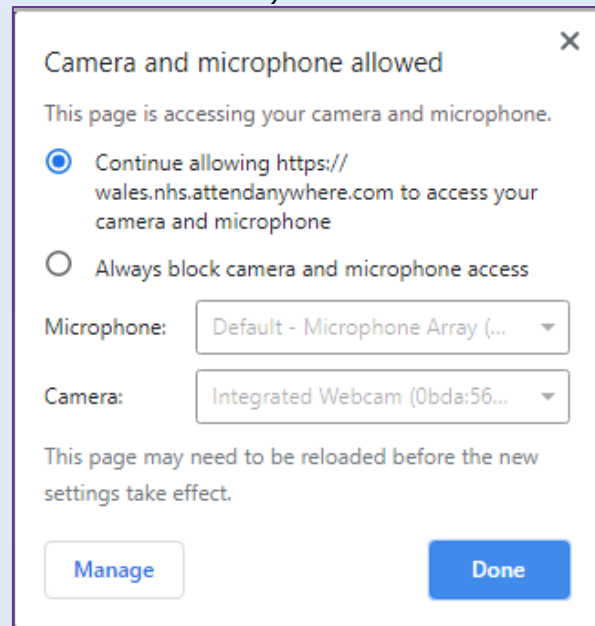 Camera and microphone allowed
This page is accessing your camera and microphone.
Continue allowing https://
wales.nhs.attendanywhere.com to access your
camera and microphone
Always block camera and microphone access
Microphone: Default - Microphone Array (...
Camera: Integrated Webcam (0bda:56...
This page may need to be reloaded before the new
settings take effect.
Manage Done